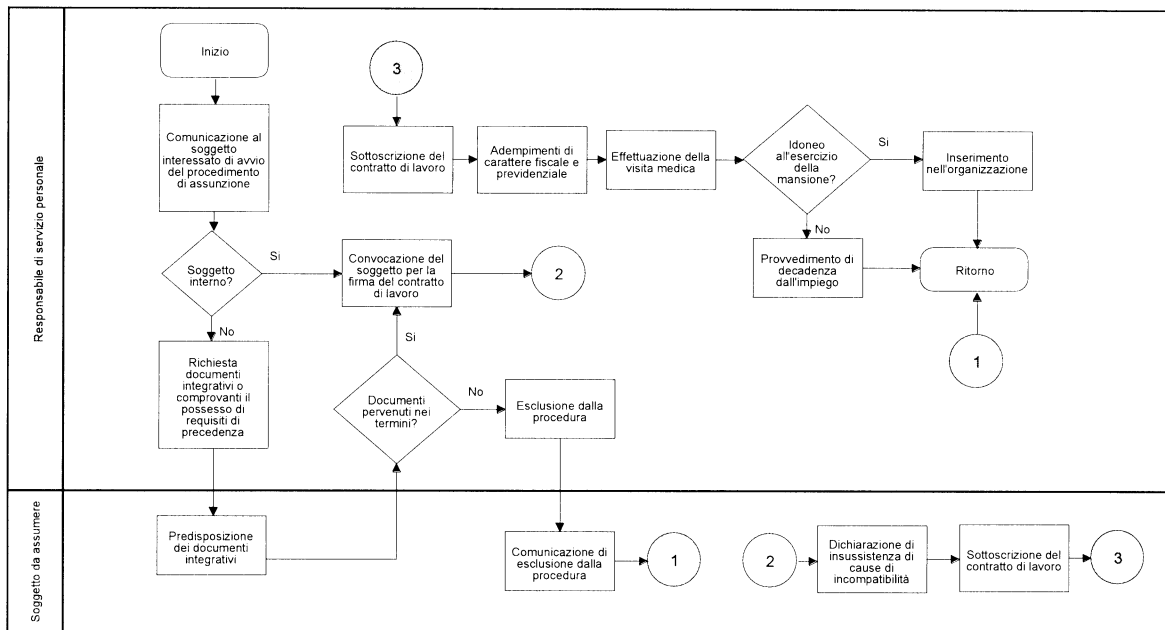 Responsabile di servizio personale
Inizio
Comunicazione al
soggetto
interessato di avvio
del procedimento
di assunzione
Soggetto
interno?
Si
No
Richiesta
documenti
integrativi o
comprovanti il
possesso di
requisiti di
precedenza
3
Sottoscrizione del
contratto di lavoro
Adempimenti di
carattere fiscale e
previdenziale
Effettuazione della
visita medica
Idoneo
all'esercizio
della
mansione?
Si
No
Inserimento
nell'organizzazione
Provvedimento di
decadenza
dall'impiego
Ritorno
1
Convocazione del
soggetto per la
firma del contratto
di lavoro
2
Si
Documenti
pervenuti nei
termini?
No
Esclusione dalla
procedura
Soggetto da assumere
Predisposizione
dei documenti
integrativi
Comunicazione di
esclusione dalla
procedura
1
2
Dichiarazione di
insussistenza di
cause di
incompatibilità
Sottoscrizione del
contratto di lavoro
3